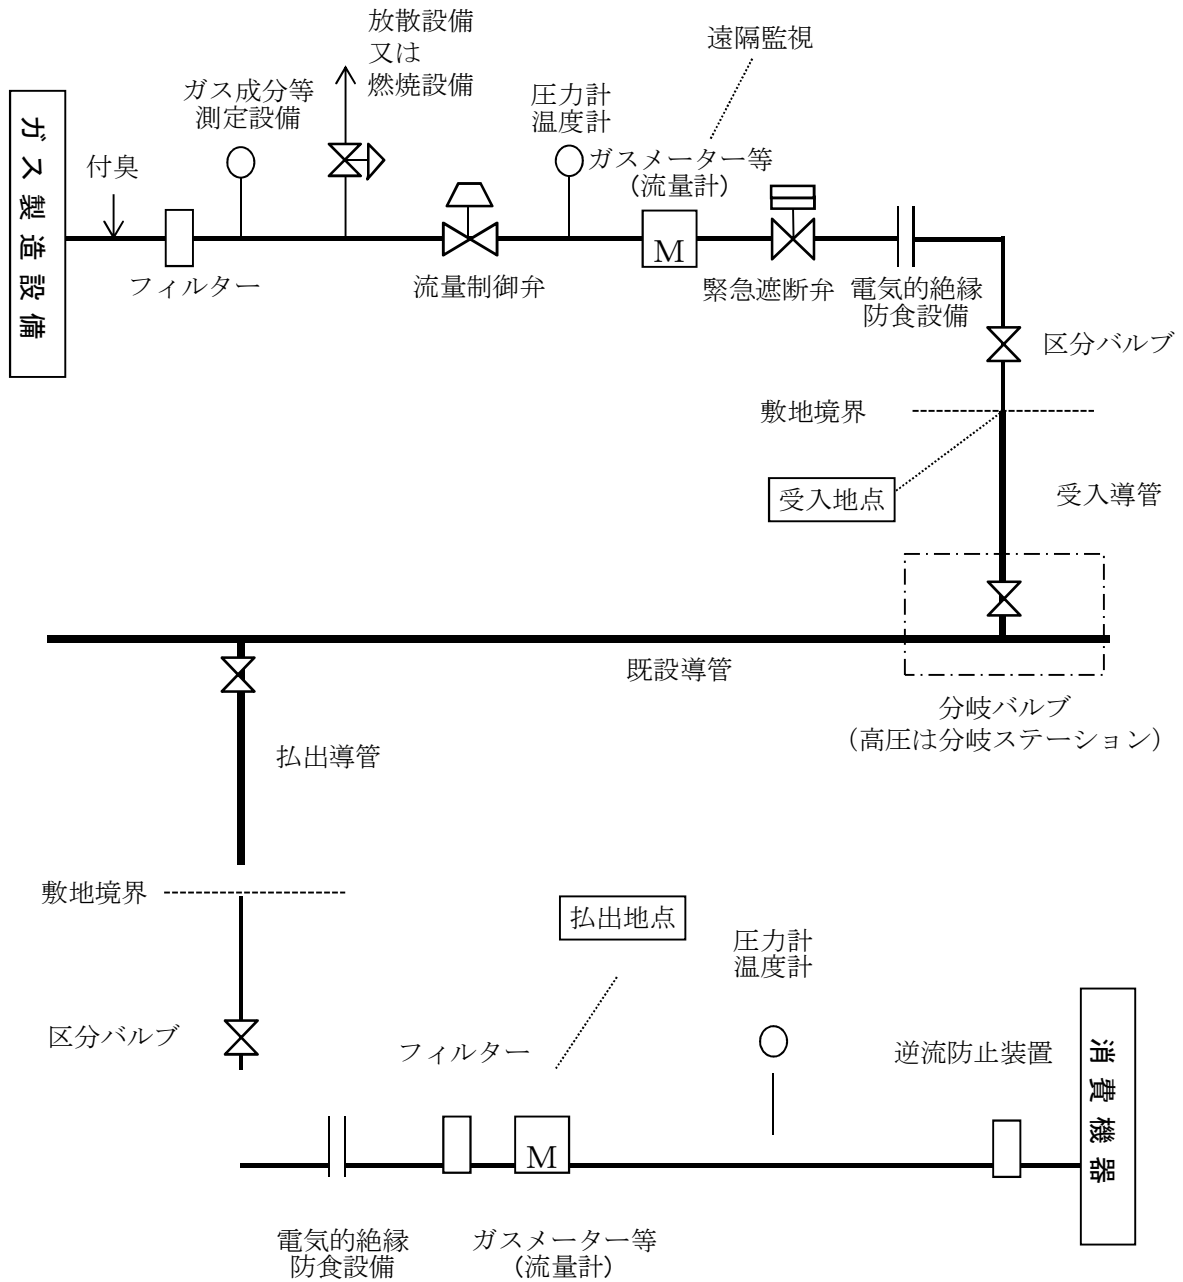 放散設備
又は
燃焼設備
遠隔監視
ガス成分等
測定設備
圧力計
温度計
ガスメーター等
（流量計）
ガス製造設備
付臭
M
フィルター
流量制御弁
緊急遮断弁
電気的絶縁
防食設備
区分バルブ
敷地境界
受入地点
受入導管
既設導管
分岐バルブ
（高圧は分岐ステーション）
払出導管
敷地境界
払出地点
圧力計
温度計
区分バルブ
フィルター
逆流防止装置
消費機器
M
電気的絶縁
防食設備
ガスメーター等
（流量計）